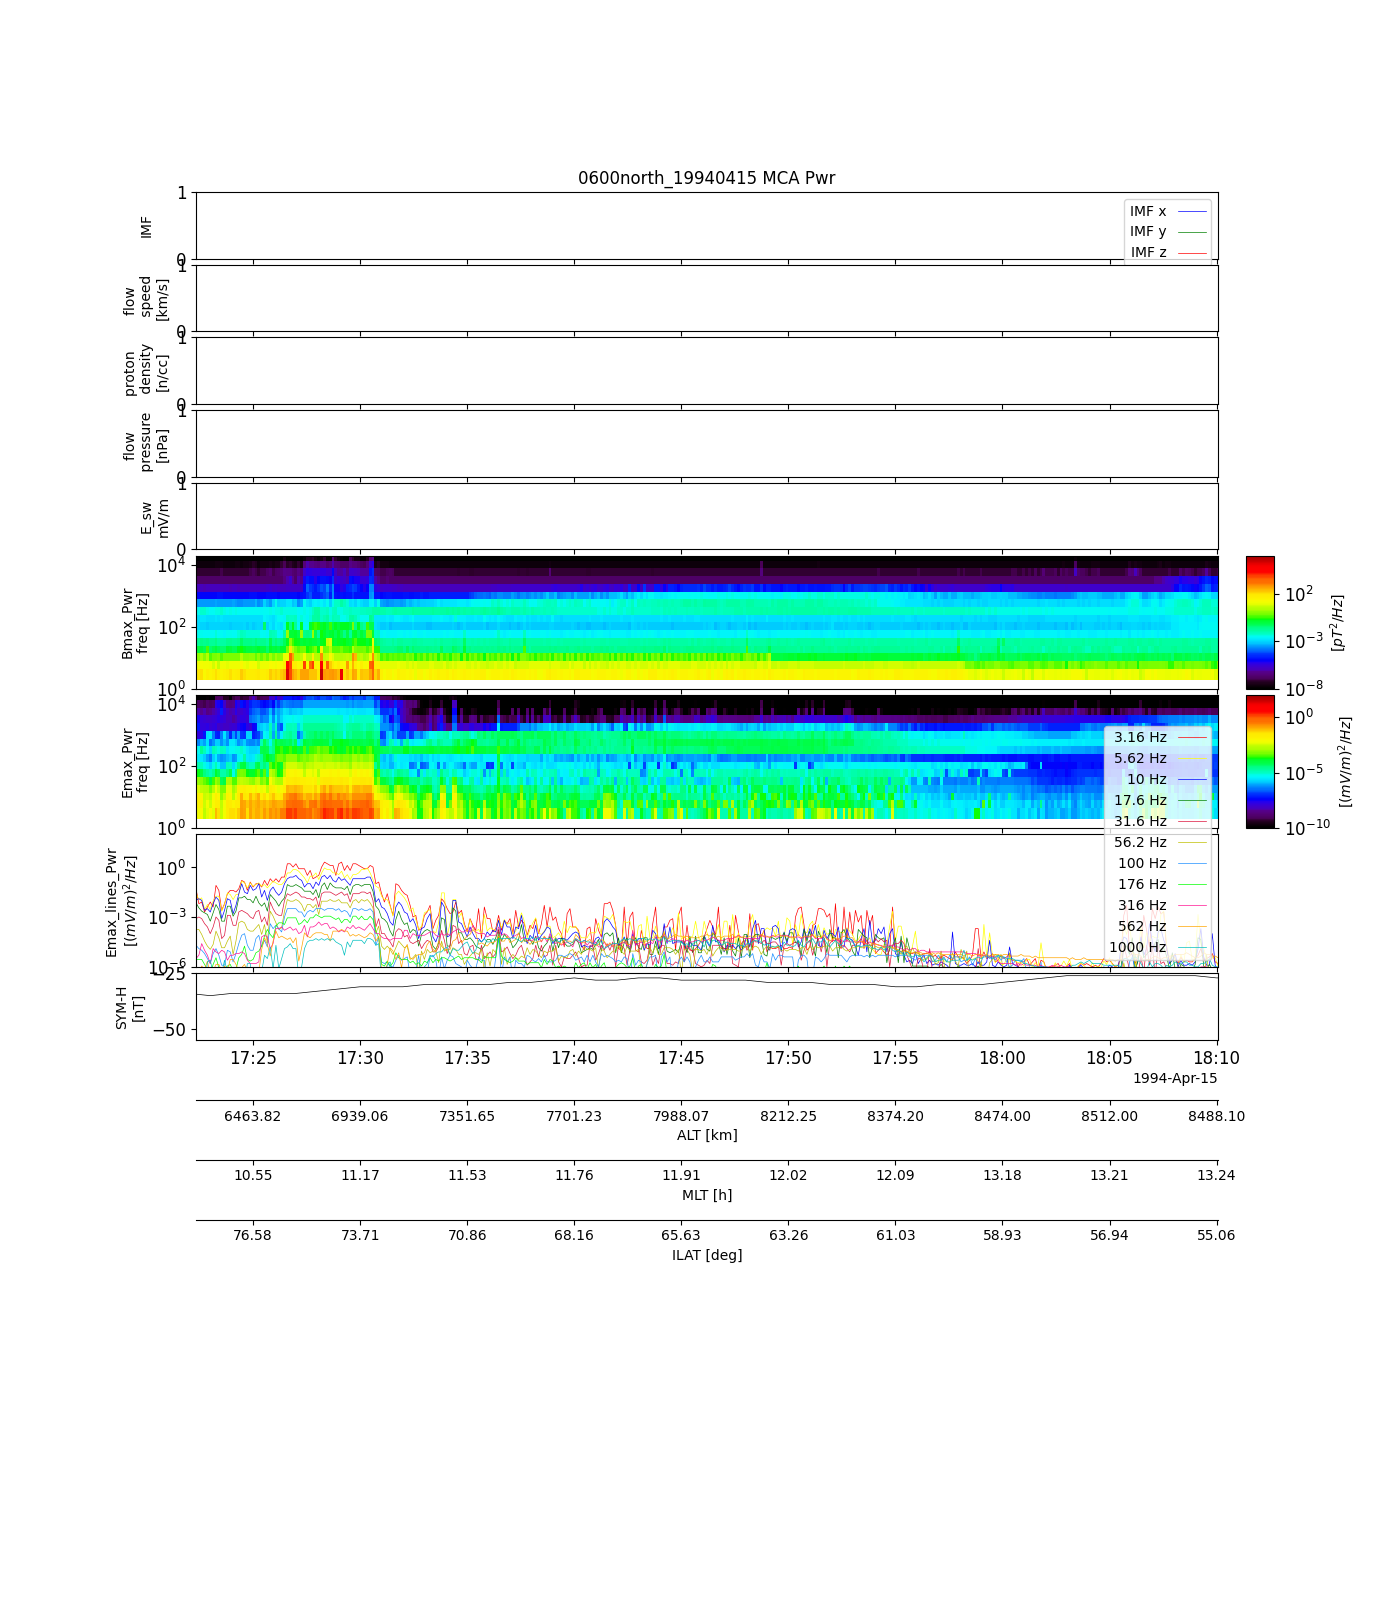 0600north_19940415 MCA Pwr
1
0
IMF
IMF x
IMF y
IMF z
1
0
flow
speed
[km/s]
1
0
proton
density
[n/cc]
1
0
flow
pressure
[nPa]
1
0
E_sw
mV/m
10^4
10^2
10^0
Bmax_Pwr
freq [Hz]
10^2
10^-3
10^-8
[pT^2/Hz]
10^4
10^2
10^0
Emax_Pwr
freq [Hz]
10^0
10^-5
10^-10
[(mV/m)^2/Hz]
3.16 Hz
5.62 Hz
10 Hz
17.6 Hz
31.6 Hz
56.2 Hz
100 Hz
176 Hz
316 Hz
562 Hz
1000 Hz
10^0
10^-3
10^-6
Emax_lines_Pwr
[(mV/m)^2/Hz]
−25
−50
SYM-H
[nT]
17:25 17:30 17:35 17:40 17:45 17:50 17:55 18:00 18:05 18:10
1994-Apr-15
6463.82 6939.06 7351.65 7701.23 7988.07 8212.25 8374.20 8474.00 8512.00 8488.10
ALT [km]
10.55 11.17 11.53 11.76 11.91 12.02 12.09 13.18 13.21 13.24
MLT [h]
76.58 73.71 70.86 68.16 65.63 63.26 61.03 58.93 56.94 55.06
ILAT [deg]